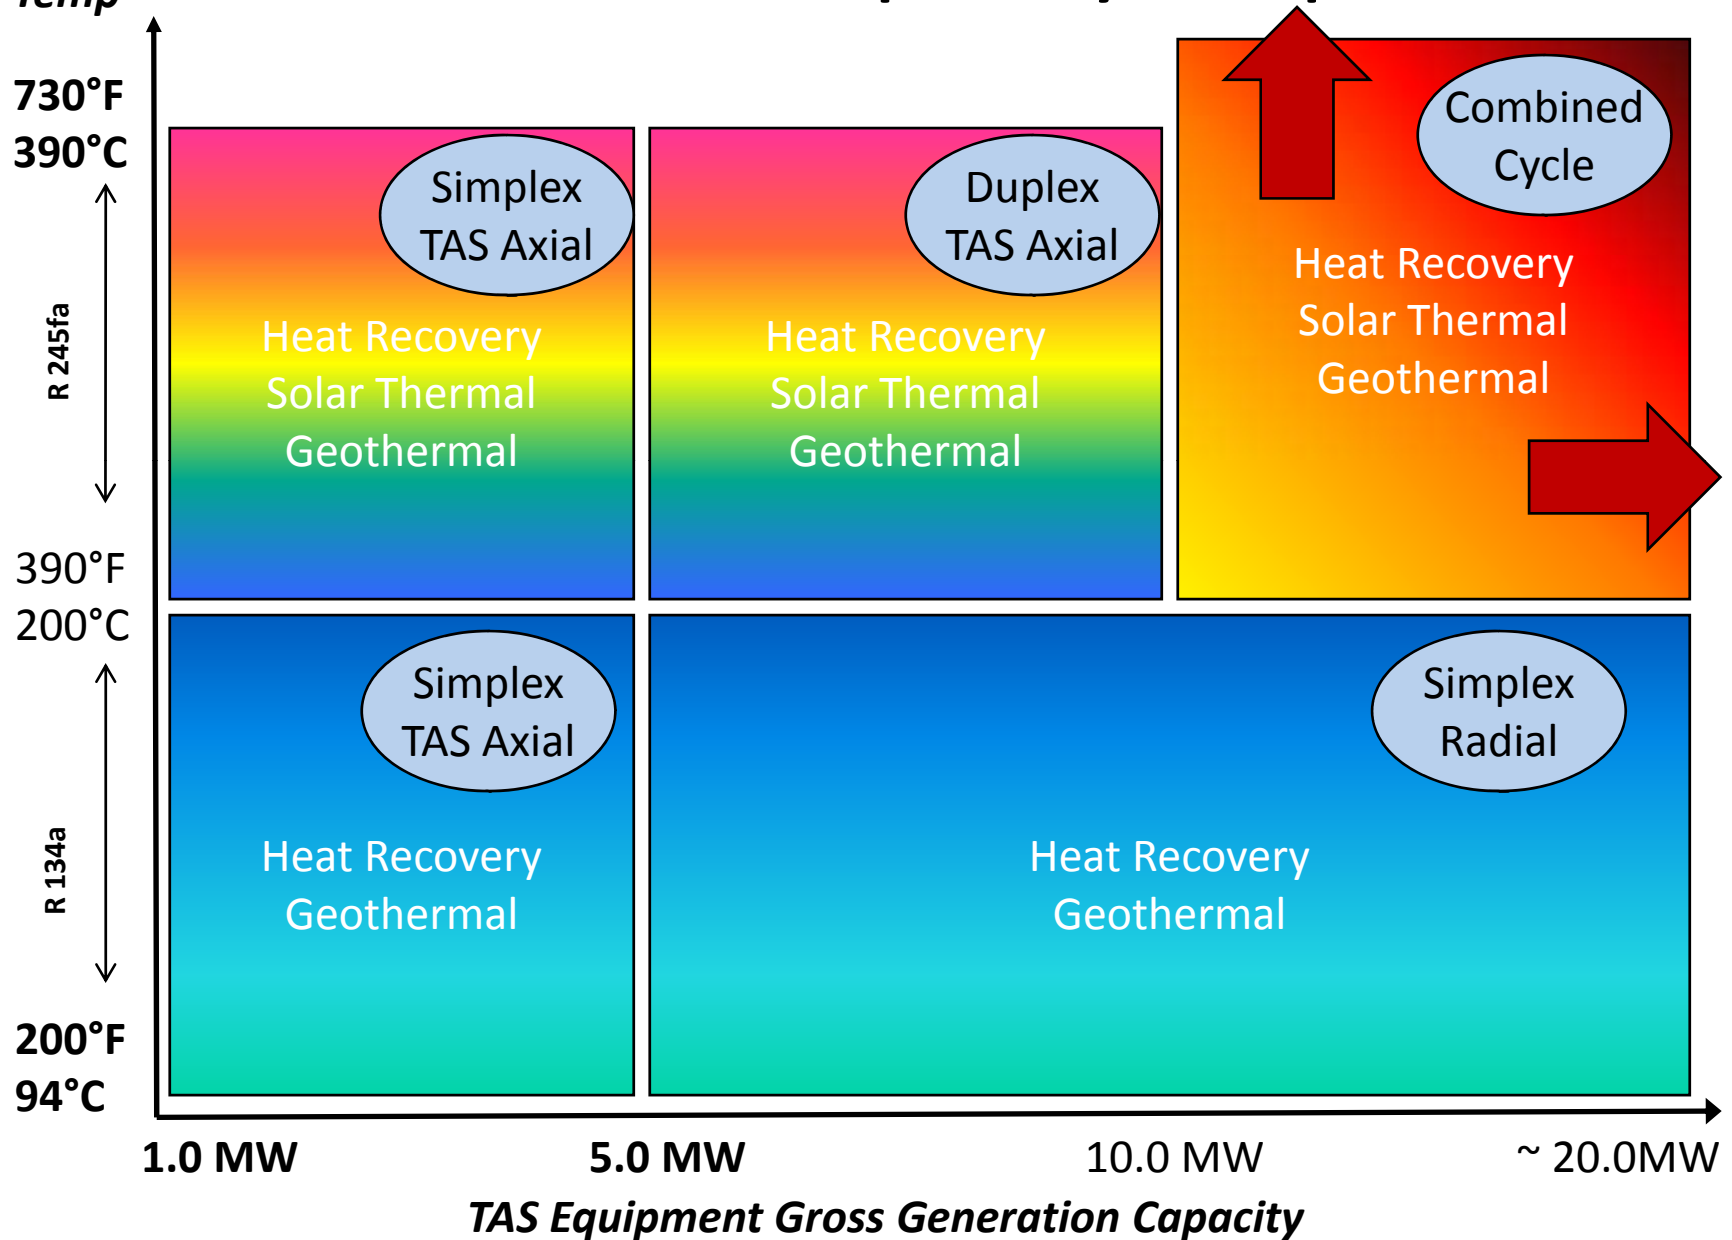 Temp
730°F
390°C
R 245fa
390°F
200°C
R 134a
200°F
94°C
Simplex
TAS Axial
Heat Recovery
Solar Thermal
Geothermal
Duplex
TAS Axial
Heat Recovery
Solar Thermal
Geothermal
Combined
Cycle
Heat Recovery
Solar Thermal
Geothermal
Simplex
TAS Axial
Heat Recovery
Geothermal
Simplex
Radial
Heat Recovery
Geothermal
1.0 MW
5.0 MW
10.0 MW
~ 20.0MW
TAS Equipment Gross Generation Capacity